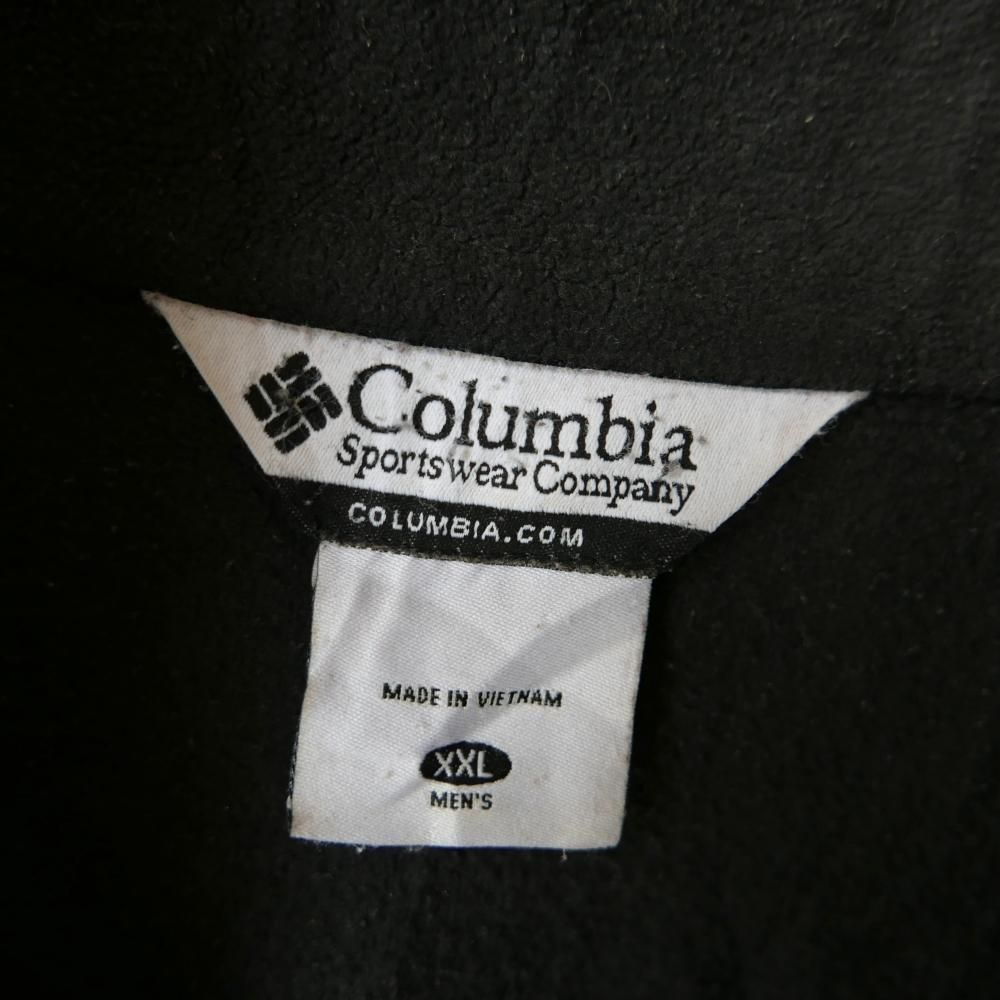 Columbia
Sportswear Company
COLUMBIA.COM
MADE IN VIETNAM
XXL
MEN'S